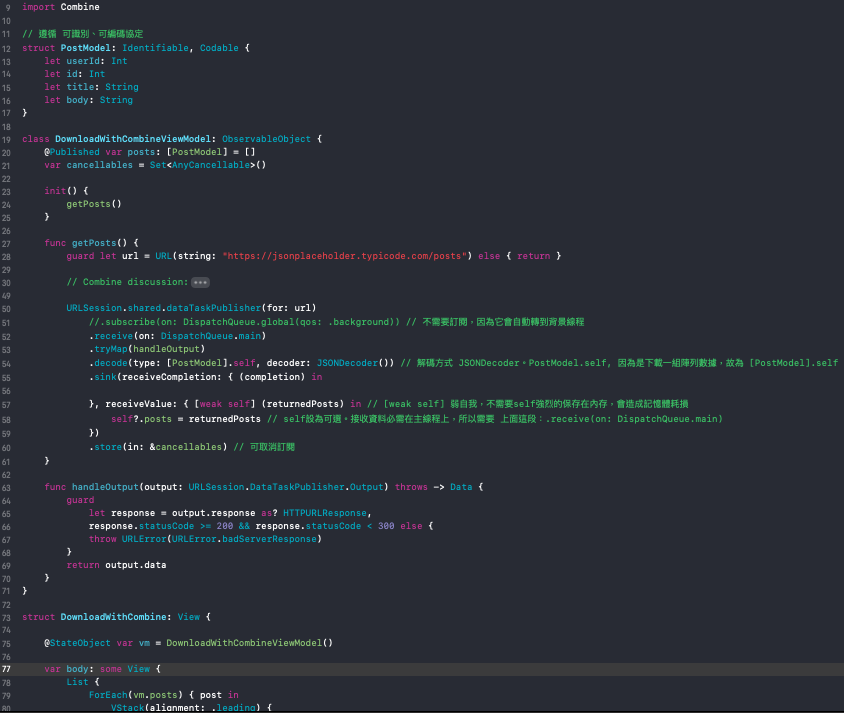 9 import Combine
10
11 // 遵循 可識別、可編碼協定
12 struct PostModel: Identifiable, Codable {
13 let userId: Int
14 let id: Int
15 let title: String
16 let body: String
17 }
18
19 class DownloadWithCombineViewModel: ObservableObject {
20 @Published var posts: [PostModel] = []
21 var cancellables = Set<AnyCancellable>()
22
23 init() {
24 getPosts()
25 }
26
27 func getPosts() {
28 guard let url = URL(string: "https://jsonplaceholder.typicode.com/posts") else { return }
29
30 // Combine discussion: •••
49
50 URLSession.shared.dataTaskPublisher(for: url)
51 //.subscribe(on: DispatchQueue.global(qos: .background)) // 不需要訂閱，因為它會自動轉到背景線程
52 .receive(on: DispatchQueue.main)
53 .tryMap(handleOutput)
54 .decode(type: [PostModel].self, decoder: JSONDecoder()) // 解碼方式 JSONDecoder。PostModel.self, 因為是下載一組陣列數據，故為 [PostModel].self
55 .sink(receiveCompletion: { (completion) in
56
57 }, receiveValue: { [weak self] (returnedPosts) in // [weak self] 弱自我，不需要self強烈的保存在內存，會造成記憶體耗損
58 self?.posts = returnedPosts // self設為可選。接收資料必需在主線程上，所以需要 上面這段：.receive(on: DispatchQueue.main)
59 })
60 .store(in: &cancellables) // 可取消訂閱
61 }
62
63 func handleOutput(output: URLSession.DataTaskPublisher.Output) throws -> Data {
64 guard
65 let response = output.response as? HTTPURLResponse,
66 response.statusCode >= 200 && response.statusCode < 300 else {
67 throw URLError(URLError.badServerResponse)
68 }
69 return output.data
70 }
71 }
72
73 struct DownloadWithCombine: View {
74
75 @StateObject var vm = DownloadWithCombineViewModel()
76
77 var body: some View {
78 List {
79 ForEach(vm.posts) { post in
80 VStack(alignment: .leading) {